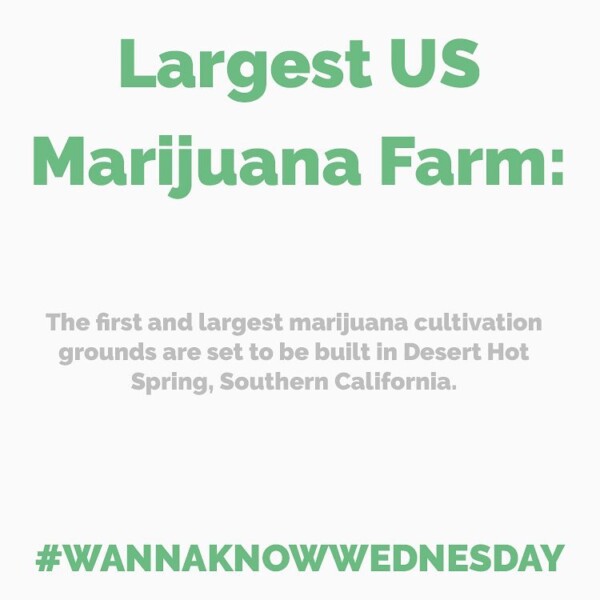 Largest US
Marijuana Farm:
The first and largest marijuana cultivation
grounds are set to be built in Desert Hot
Spring, Southern California.
#WANNAKNOWWEDNESDAY